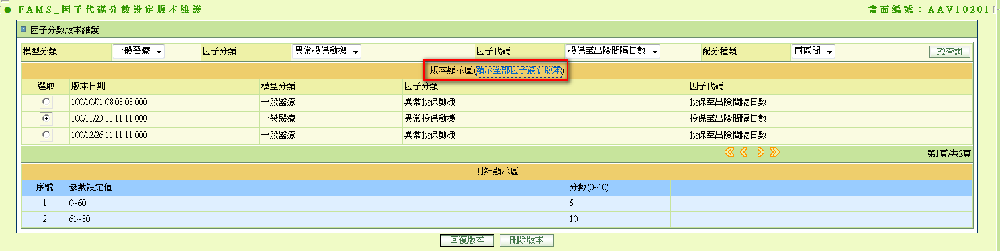 FAMS_因子代碼分數設定版本維護 畫面編號：AAV10201
因子分數版本維護
模型分類 一般醫療 因子分類 異常投保動機 因子代碼 投保至出險間隔日數 配分種類 兩區間 F2查詢
版本顯示區(顯示全部因子最新版本)
選取 版本日期 模型分類 因子分類 因子代碼
100/10/01 08:08:08.000 一般醫療 異常投保動機 投保至出險間隔日數
100/11/23 11:11:11.000 一般醫療 異常投保動機 投保至出險間隔日數
100/12/26 11:11:11.000 一般醫療 異常投保動機 投保至出險間隔日數
第1頁/共2頁
明細顯示區
序號 參數設定值 分數(0~10)
1 0~60 5
2 61~80 10
回復版本 刪除版本